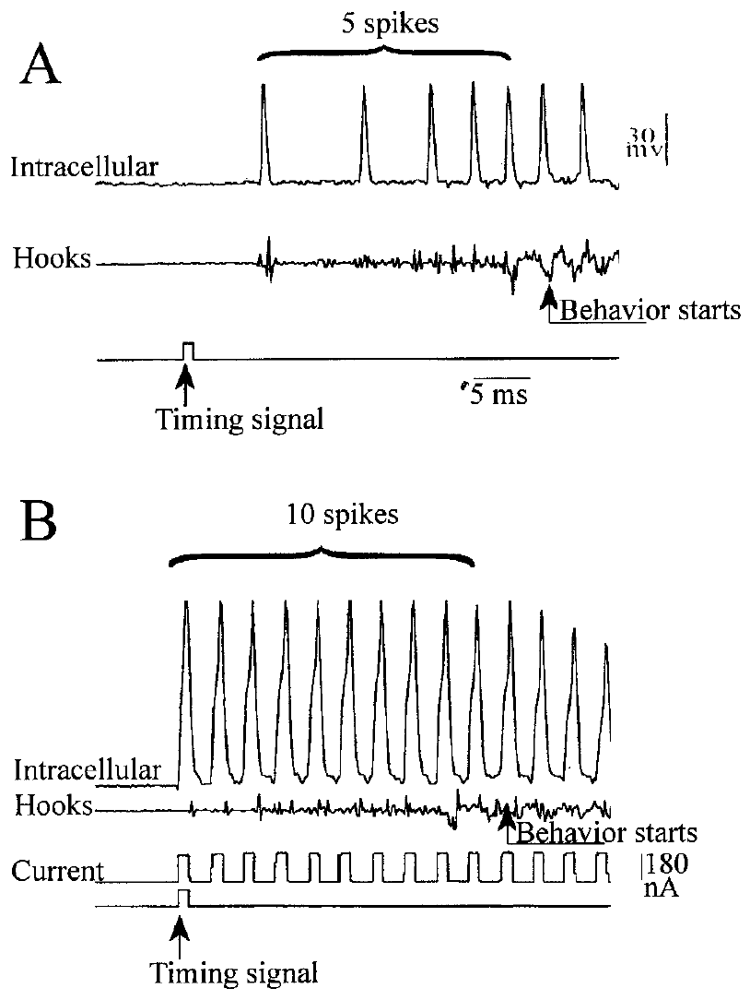 A
5 spikes
30
mv
Intracellular
Hooks
Behavior starts
5 ms
Timing signal
B
10 spikes
Intracellular
Hooks
Behavior starts
Current
180
nA
Timing signal